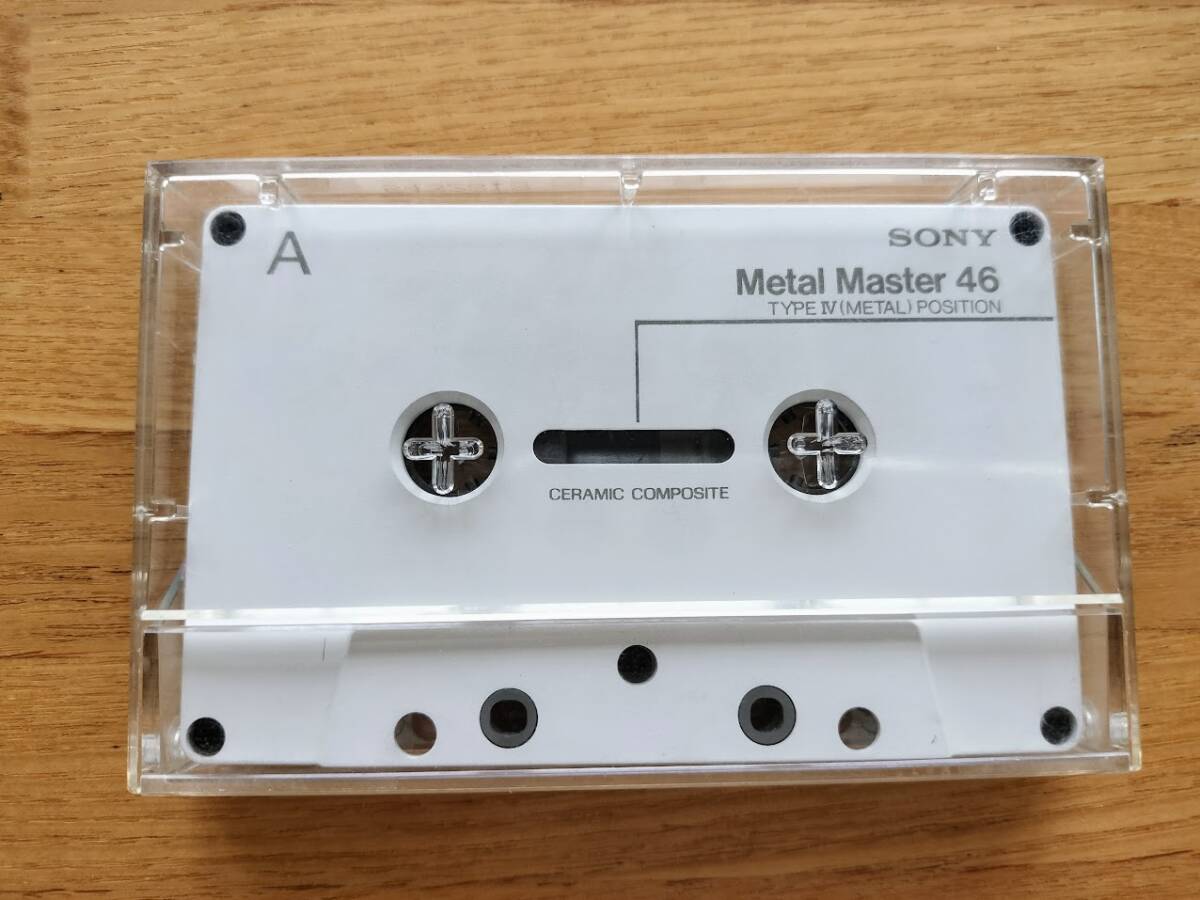 A
SONY
Metal Master 46
TYPE IV (METAL) POSITION
CERAMIC COMPOSITE